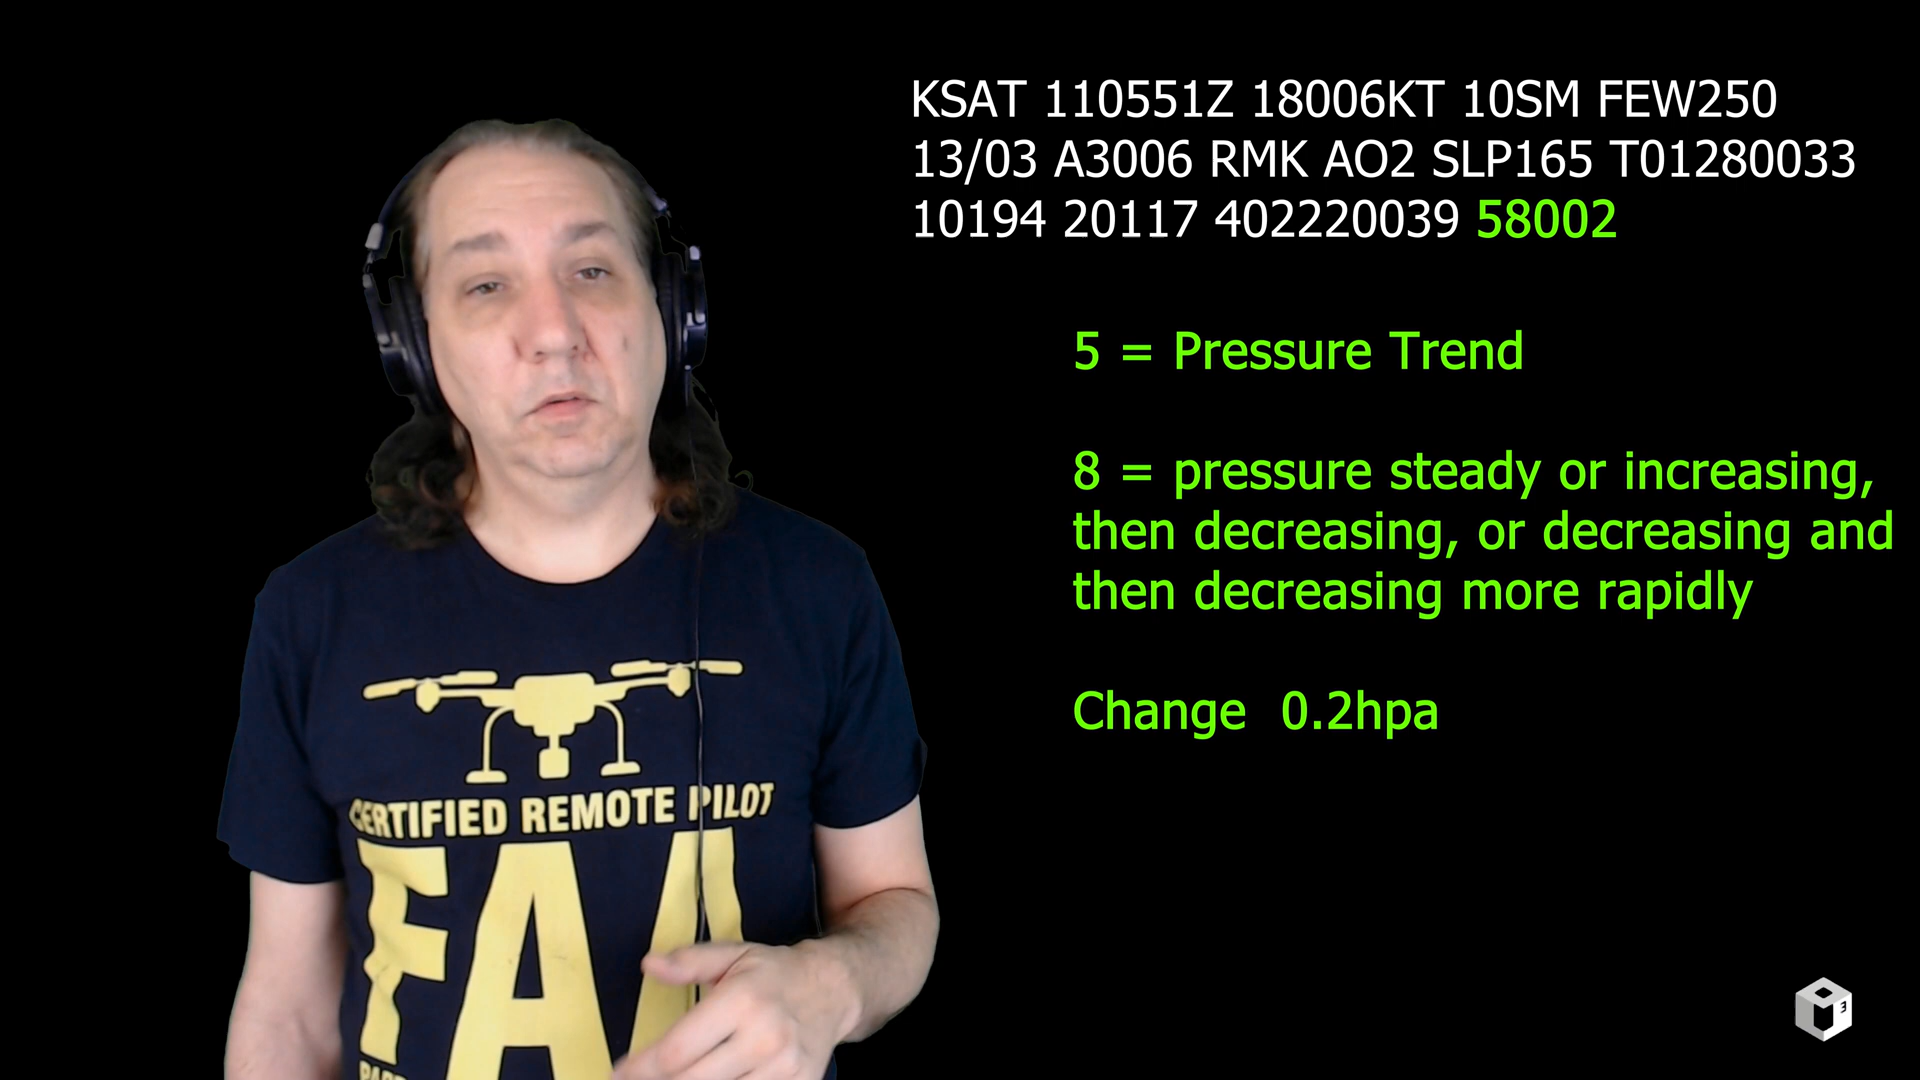 KSAT 110551Z 18006KT 10SM FEW250
13/03 A3006 RMK AO2 SLP165 T01280033
10194 20117 402220039 58002
5 = Pressure Trend
8 = pressure steady or increasing,
then decreasing, or decreasing and
then decreasing more rapidly
Change 0.2hpa
CERTIFIED REMOTE PILOT
FAA
3